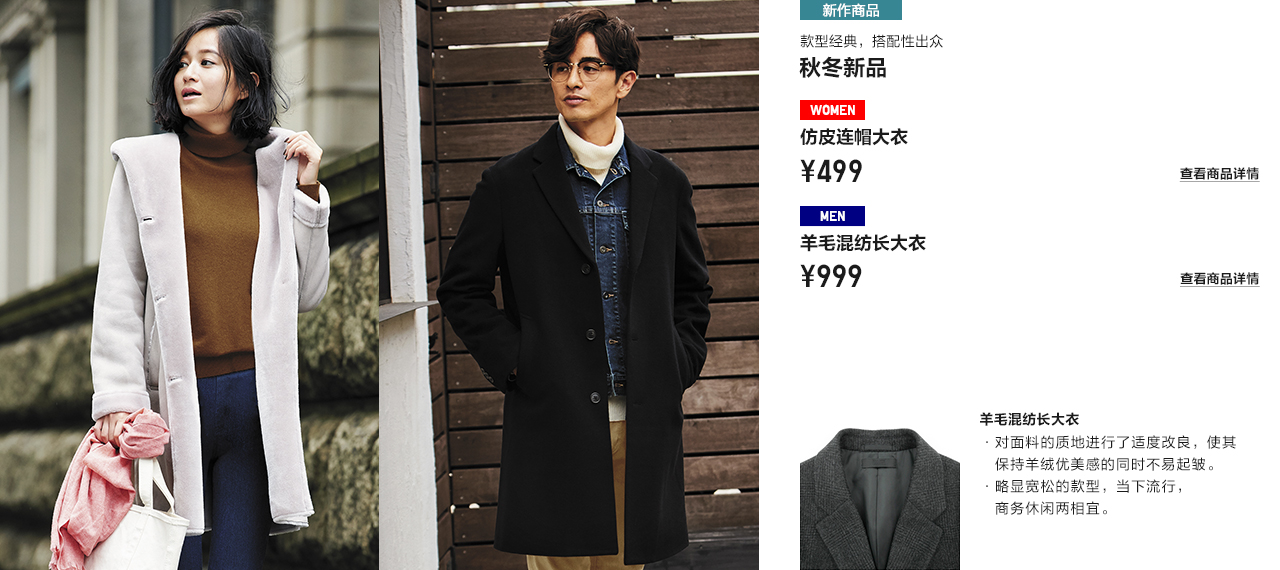 新作商品
款型经典，搭配性出众
秋冬新品
WOMEN
仿皮连帽大衣
¥499
查看商品详情
MEN
羊毛混纺长大衣
¥999
查看商品详情
羊毛混纺长大衣
·对面料的质地进行了适度改良，使其
保持羊绒优美感的同时不易起皱。
·略显宽松的款型，当下流行，
商务休闲两相宜。